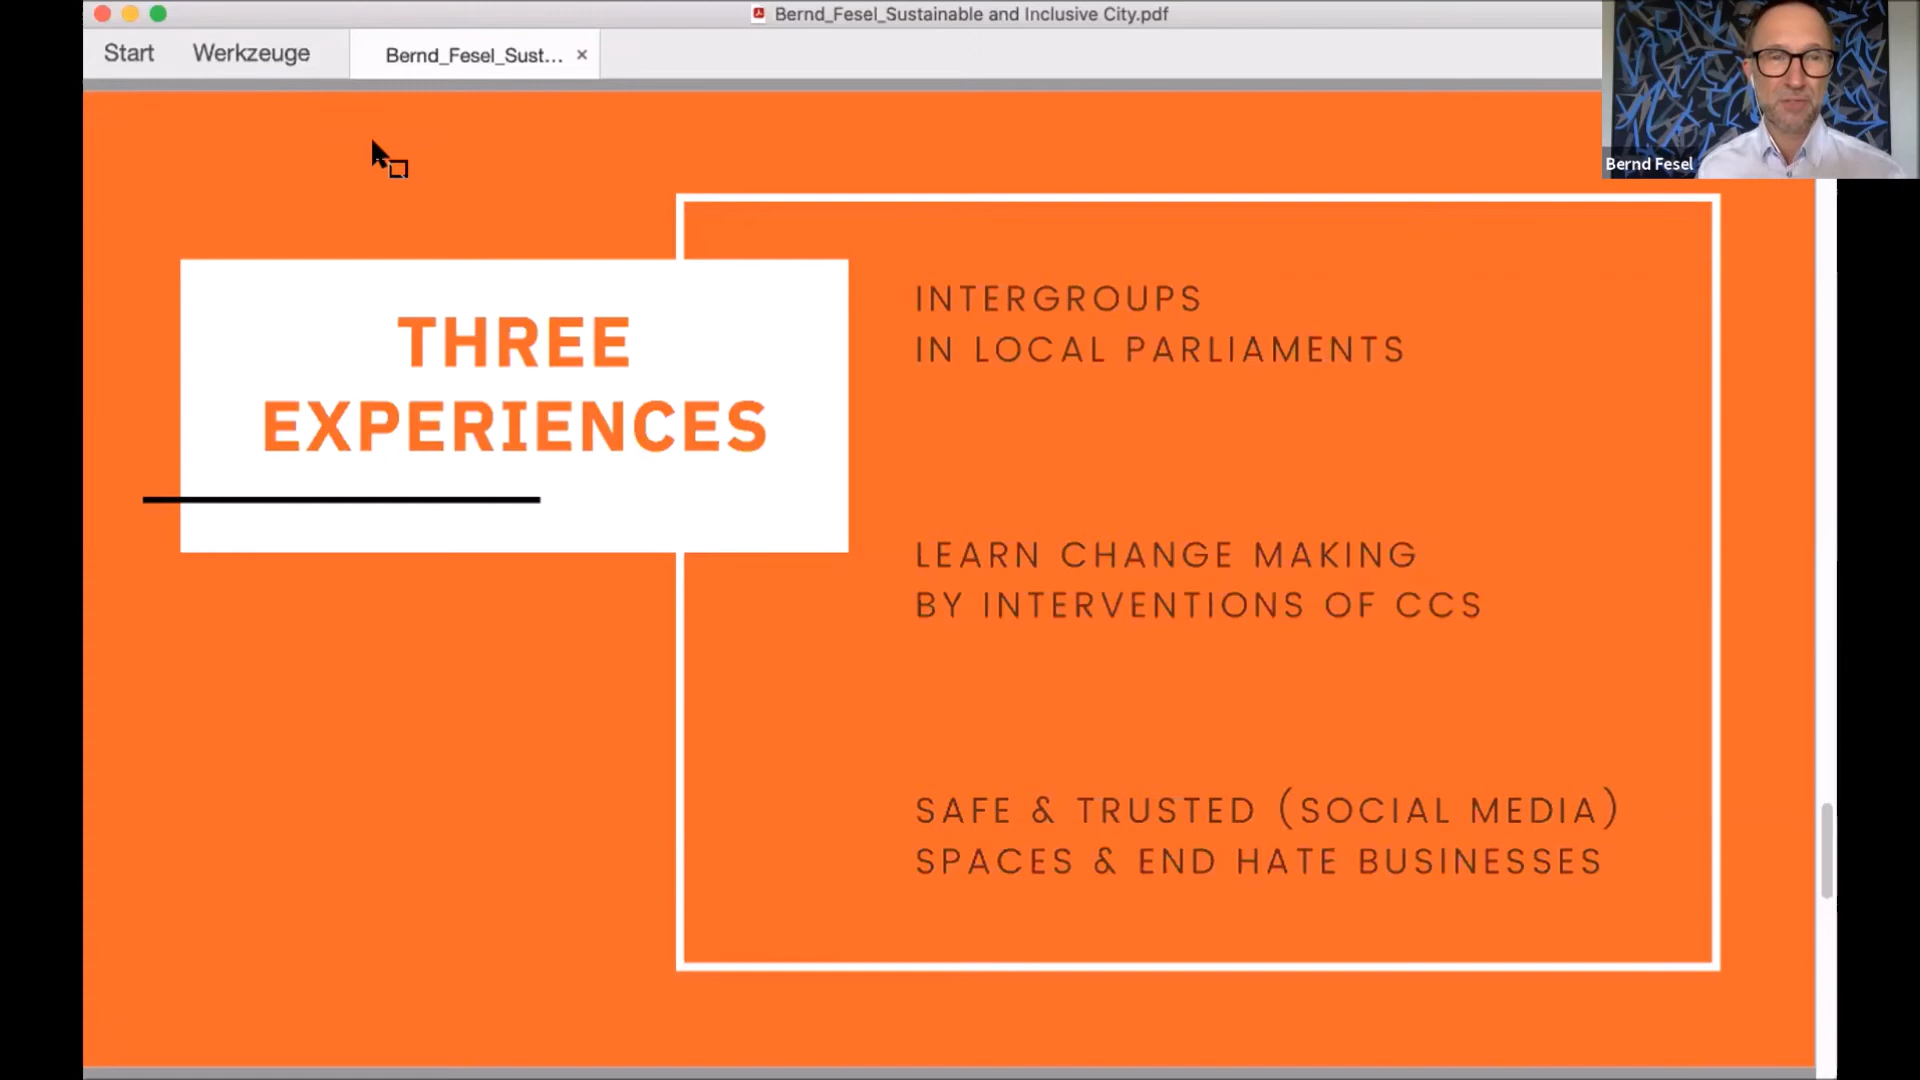 Bernd_Fesel_Sustainable and Inclusive City.pdf
Start Werkzeuge Bernd_Fesel_Sust... ×
Bernd Fesel
THREE
EXPERIENCES
INTERGROUPS
IN LOCAL PARLIAMENTS
LEARN CHANGE MAKING
BY INTERVENTIONS OF CCS
SAFE & TRUSTED (SOCIAL MEDIA)
SPACES & END HATE BUSINESSES